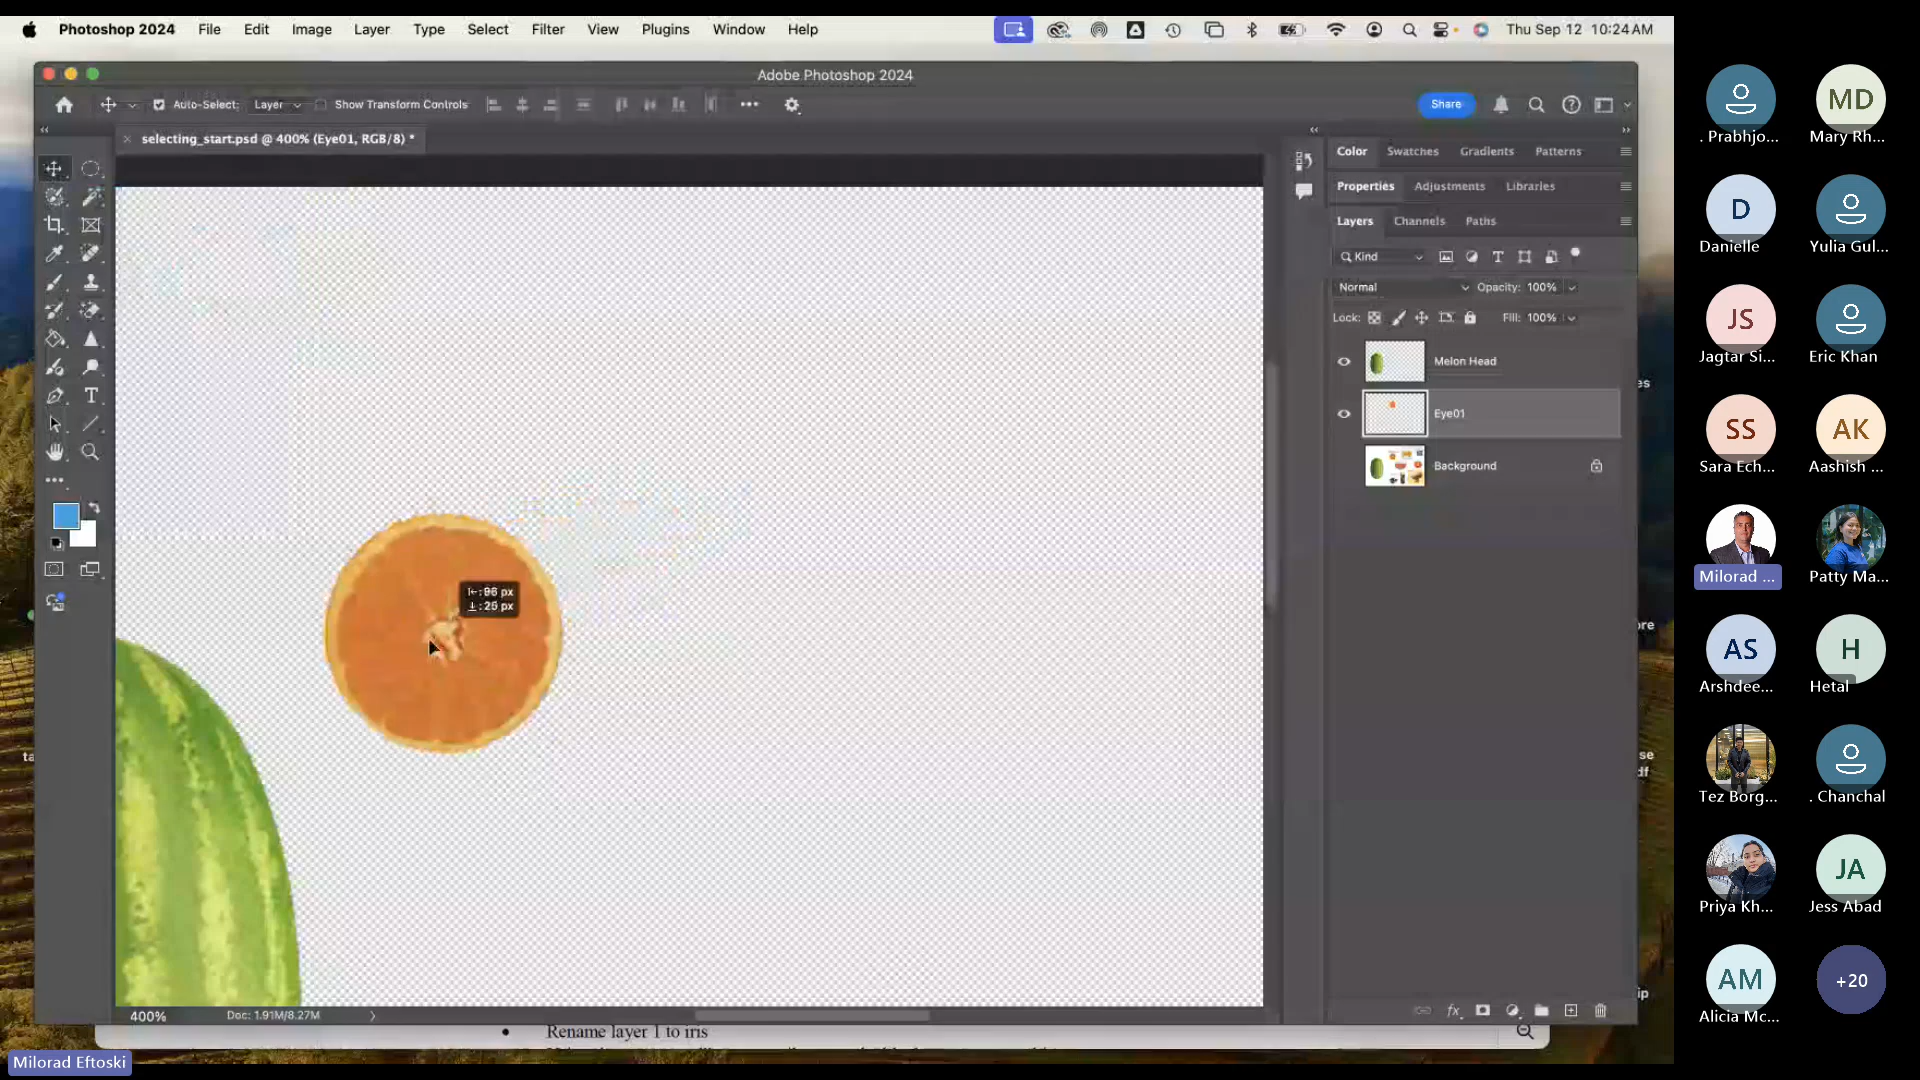 Photoshop 2024 File Edit Image Layer Type Select Filter View Plugins Window Help Thu Sep 12 10:24 AM
Adobe Photoshop 2024
Auto-Select: Layer Show Transform Controls Share
selecting_start.psd @ 400% (Eye01, RGB/8) *
Color Swatches Gradients Patterns
Properties Adjustments Libraries
Layers Channels Paths
Kind
Normal Opacity: 100%
Lock: Fill: 100%
Melon Head
Eye01
Background
: 96 px
: 25 px
400% Doc: 1.91M/8.27M
Rename layer 1 to iris
Milorad Eftoski
. Prabhjo...
MD
Mary Rh...
D
Danielle
Yulia Gul...
JS
Jagtar Si...
Eric Khan
SS
Sara Ech...
AK
Aashish ...
Milorad ...
Patty Ma...
AS
Arshdee...
H
Hetal
Tez Borg...
. Chanchal
Priya Kh...
JA
Jess Abad
AM
Alicia Mc...
+20